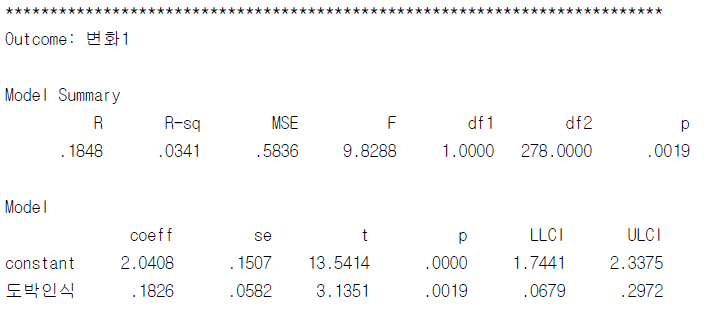 **************************************************************************
Outcome: 변화1
Model Summary
R R-sq MSE F df1 df2 p
.1848 .0341 .5836 9.8288 1.0000 278.0000 .0019
Model
coeff se t p LLCI ULCI
constant 2.0408 .1507 13.5414 .0000 1.7441 2.3375
도박인식 .1826 .0582 3.1351 .0019 .0679 .2972